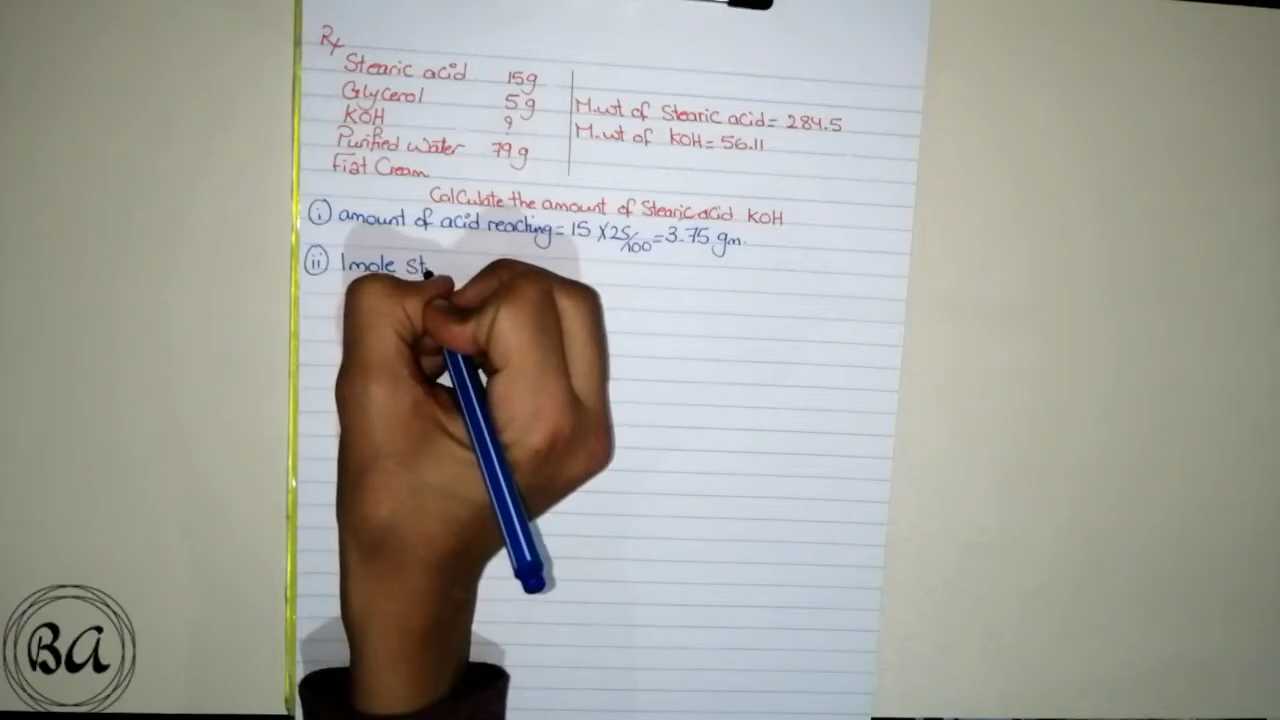 Rx
Stearic acid 15g
Glycerol 5g
KOH ?
Purified Water 79g
Fiat Cream
M.wt of Stearic acid = 284.5
M.wt of KOH = 56.11
Calculate the amount of Stearic acid KOH
(i) amount of acid reacting = 15 X 25/100 = 3.75 gm.
(ii) 1mole St
BA